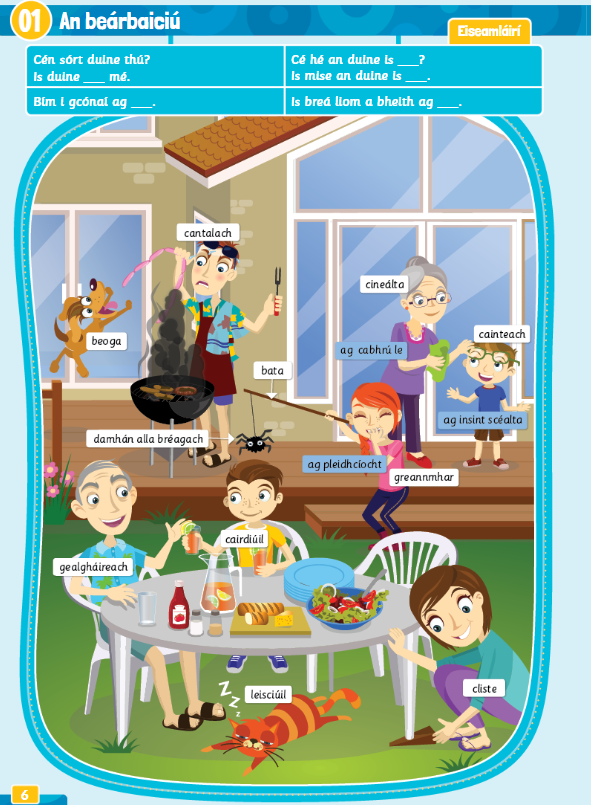 01 An beárbaiciú
Eiseamláirí
Cén sórt duine thú?
Is duine ___ mé.
Cé hé an duine is ___?
Is mise an duine is ___.
Bím i gcónaí ag ___.
Is breá liom a bheith ag ___.
cantalach
cineálta
cainteach
beoga
ag cabhrú le
bata
ag insint scéalta
damhán alla bréagach
ag pleidhcíocht
greannmhar
cairdiúil
gealgháireach
leisciúil
cliste
Z Z Z
6